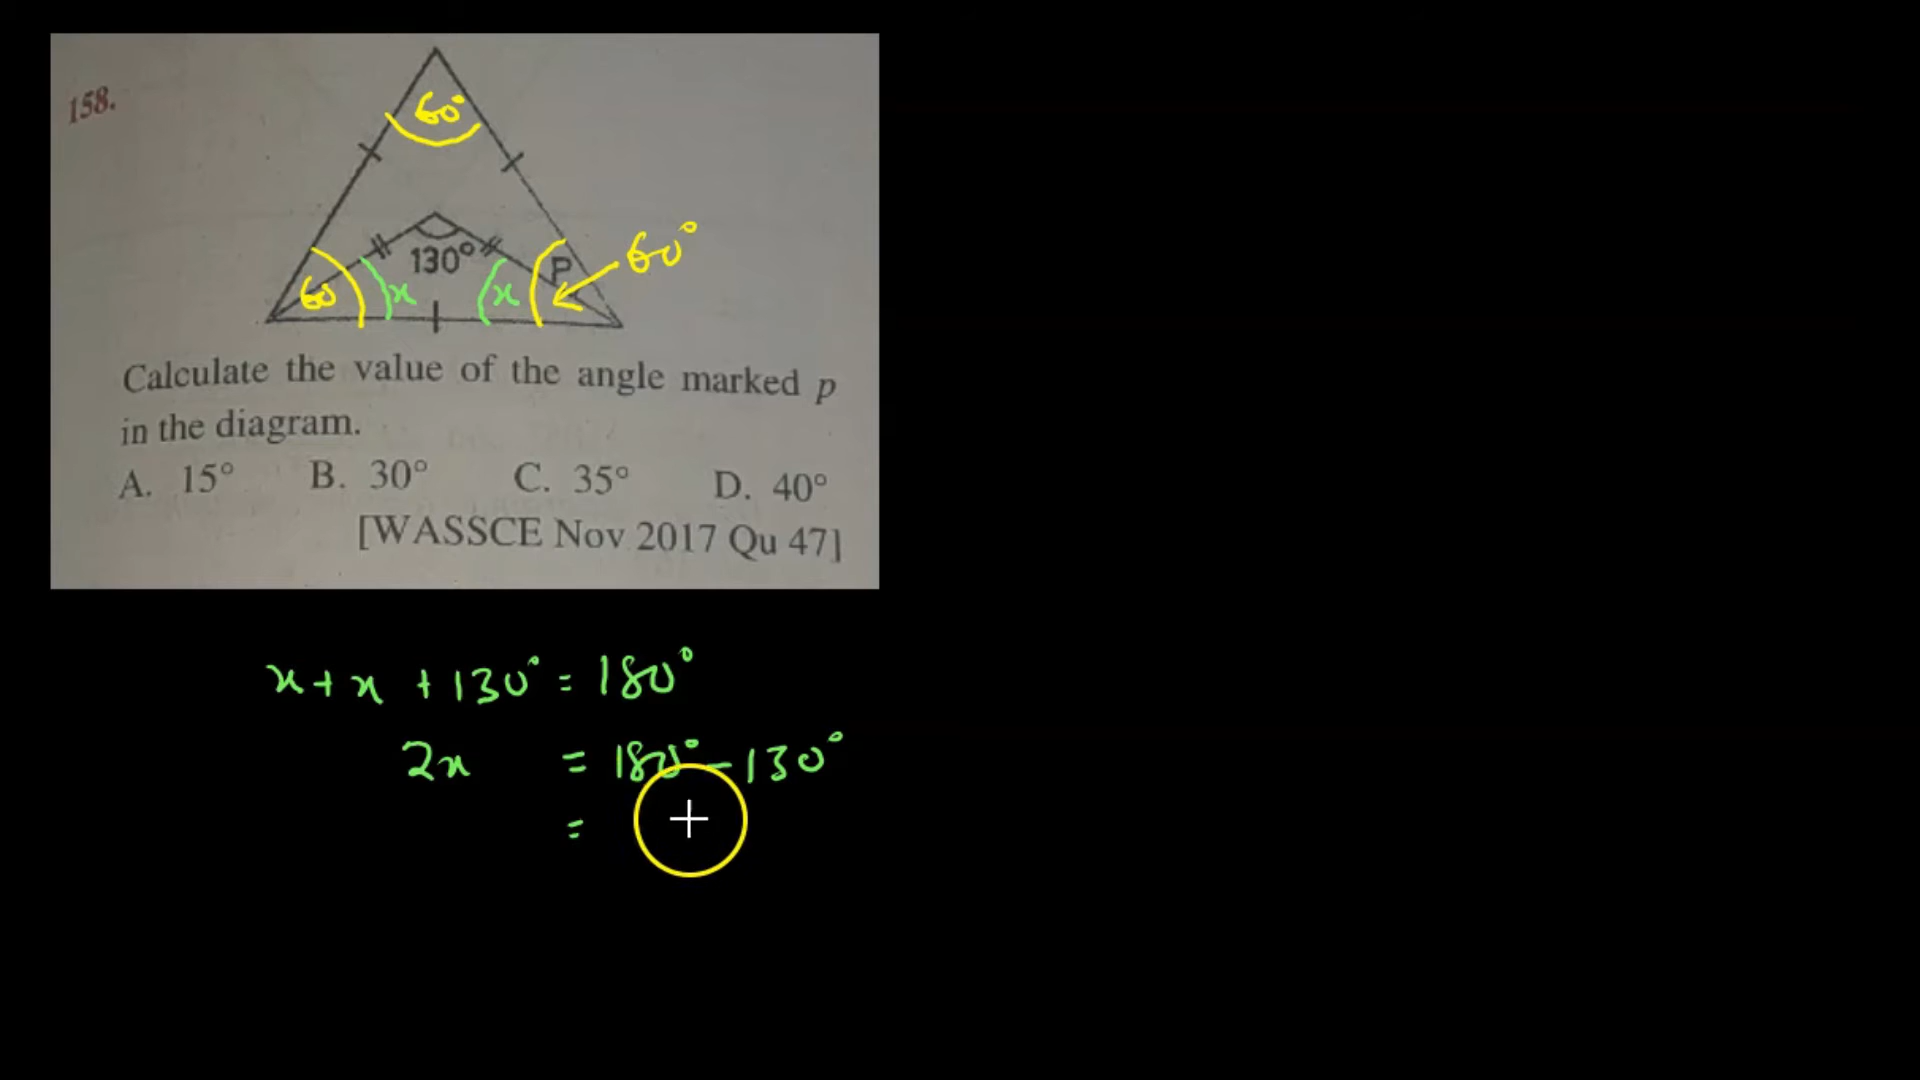 158.
60°
130°
P
60°
60
x
x
Calculate the value of the angle marked p
in the diagram.
A. 15° B. 30° C. 35° D. 40°
[WASSCE Nov 2017 Qu 47]
x + x + 130° = 180°
2x = 180° - 130°
=